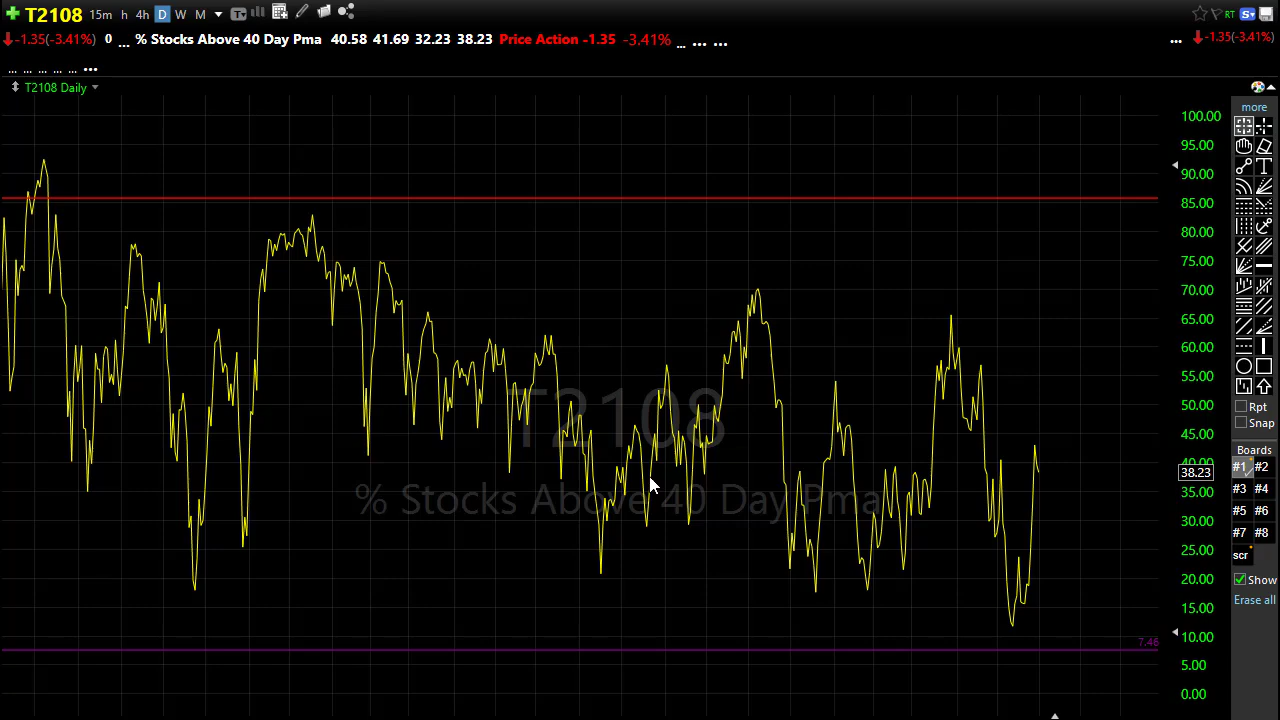 T2108 15m h 4h D W M T RT S
-1.35(-3.41%) 0 ... % Stocks Above 40 Day Pma 40.58 41.69 32.23 38.23 Price Action -1.35 -3.41% ... ... ... ... -1.35(-3.41%)
... ... ... ... ... ...
T2108 Daily
more
100.00
95.00
90.00
85.00
80.00
75.00
70.00
65.00
60.00
55.00
50.00
45.00
40.00
38.23
35.00
30.00
25.00
20.00
15.00
10.00
5.00
0.00
7.46
T2108
% Stocks Above 40 Day Pma
T
Rpt
Snap
Boards
#1 #2
#3 #4
#5 #6
#7 #8
scr
Show
Erase all